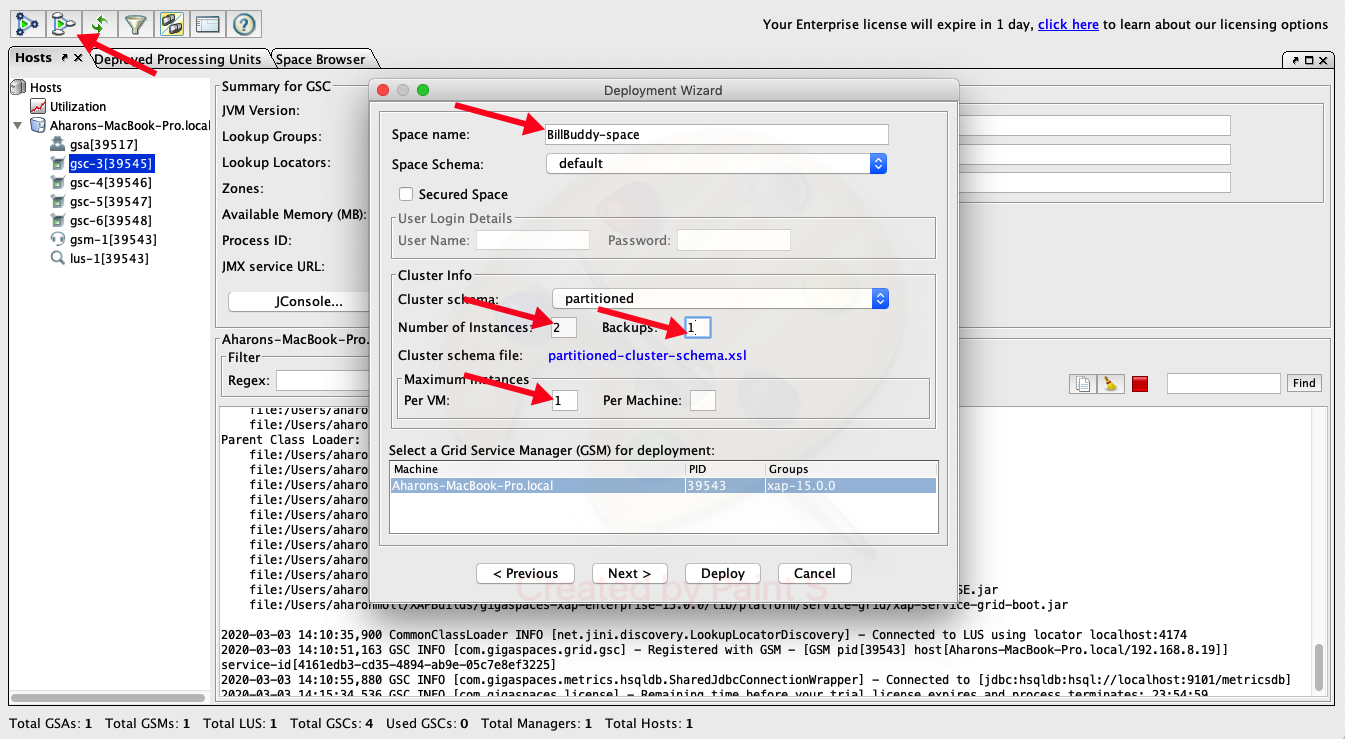 Your Enterprise license will expire in 1 day, click here to learn about our licensing options
Hosts
Deployed Processing Units
Space Browser
Hosts
Utilization
Aharons-MacBook-Pro.local
gsa[39517]
gsc-3[39545]
gsc-4[39546]
gsc-5[39547]
gsc-6[39548]
gsm-1[39543]
lus-1[39543]
Summary for GSC
JVM Version:
Lookup Groups:
Lookup Locators:
Zones:
Available Memory (MB):
Process ID:
JMX service URL:
JConsole...
Deployment Wizard
Space name: BillBuddy-space
Space Schema: default
Secured Space
User Login Details
User Name: Password:
Cluster Info
Cluster schema: partitioned
Number of Instances: 2 Backups: 1
Cluster schema file: partitioned-cluster-schema.xsl
Maximum Instances
Per VM: 1 Per Machine:
Select a Grid Service Manager (GSM) for deployment:
Machine PID Groups
Aharons-MacBook-Pro.local 39543 xap-15.0.0
< Previous Next > Deploy Cancel
Created by Paint S
Aharons-MacBook-Pro.
Filter
Regex:
Find
file:/Users/aharo
file:/Users/aharo
Parent Class Loader:
file:/Users/aharo
file:/Users/aharo
file:/Users/aharo
file:/Users/aharo
file:/Users/aharo
file:/Users/aharo
file:/Users/aharo
file:/Users/aharo
file:/Users/aharo
file:/Users/aharo SE.jar
file:/Users/aharonmoll/XAPBuilds/gigaspaces-xap-enterprise-15.0.0/lib/platform/service-grid/xap-service-grid-boot.jar
2020-03-03 14:10:35,900 CommonClassLoader INFO [net.jini.discovery.LookupLocatorDiscovery] - Connected to LUS using locator localhost:4174
2020-03-03 14:10:51,163 GSC INFO [com.gigaspaces.grid.gsc] - Registered with GSM - [GSM pid[39543] host[Aharons-MacBook-Pro.local/192.168.8.19]]
service-id[4161edb3-cd35-4894-ab9e-05c7e8ef3225]
2020-03-03 14:10:55,880 GSC INFO [com.gigaspaces.metrics.hsqldb.SharedJdbcConnectionWrapper] - Connected to [jdbc:hsqldb:hsql://localhost:9101/metricsdb]
2020-03-03 14:15:34,536 GSC INFO [com.gigaspaces.license] - Remaining time before your trial license expires and process terminates: 23:54:59
Total GSAs: 1 Total GSMs: 1 Total LUS: 1 Total GSCs: 4 Used GSCs: 0 Total Managers: 1 Total Hosts: 1